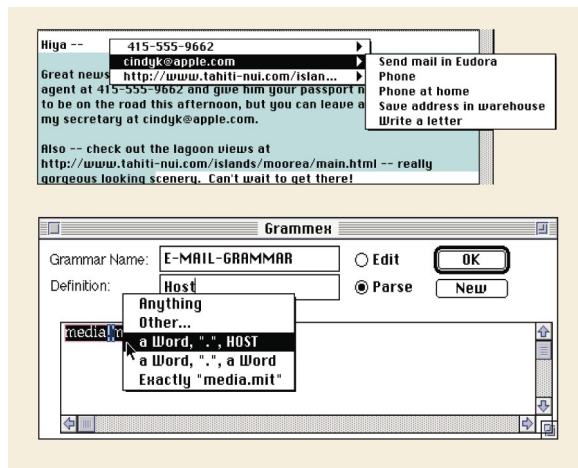 Hiya --
415-555-9662
cindyk@apple.com
http://www.tahiti-nui.com/islan...
Send mail in Eudora
Phone
Phone at home
Save address in warehouse
Write a letter
Great news
agent at 415-555-9662 and give him your passport
to be on the road this afternoon, but you can leave a
my secretary at cindyk@apple.com.
Also -- check out the lagoon views at
http://www.tahiti-nui.com/islands/moorea/main.html -- really
gorgeous looking scenery. Can't wait to get there!
Grammex
Grammar Name: E-MAIL-GRAMMAR Edit OK
Definition: Host Parse New
Anything
Other...
a Word, ".", HOST
a Word, ".", a Word
Exactly "media.mit"
media